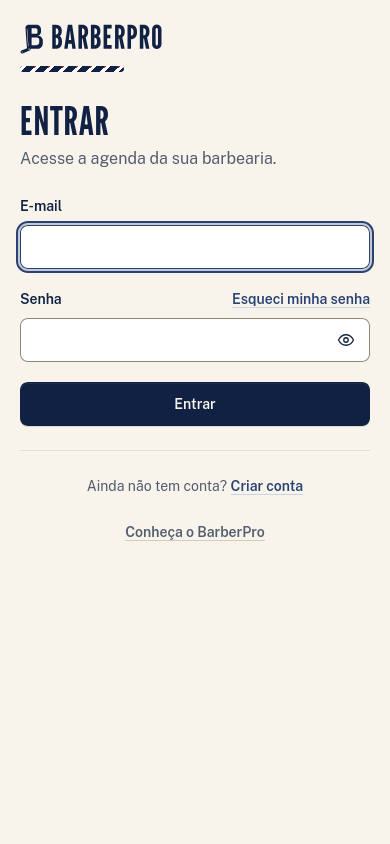 BARBERPRO
ENTRAR
Acesse a agenda da sua barbearia.
E-mail
Senha Esqueci minha senha
Entrar
Ainda não tem conta? Criar conta
Conheça o BarberPro